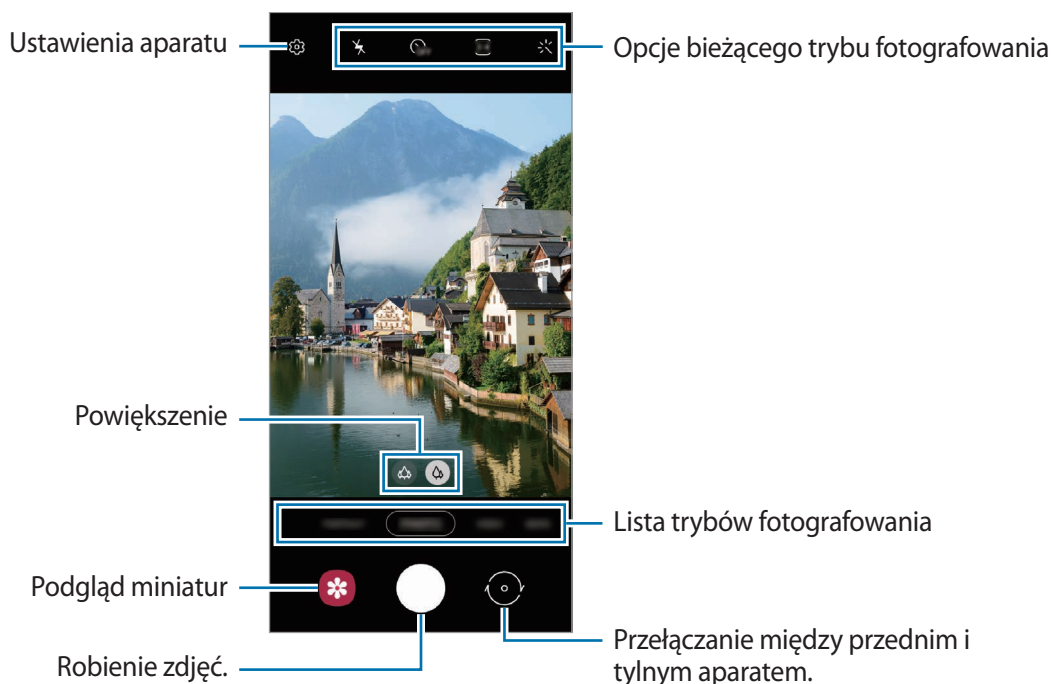 Ustawienia aparatu
Opcje bieżącego trybu fotografowania
Powiększenie
Lista trybów fotografowania
Podgląd miniatur
Robienie zdjęć.
Przełączanie między przednim i
tylnym aparatem.